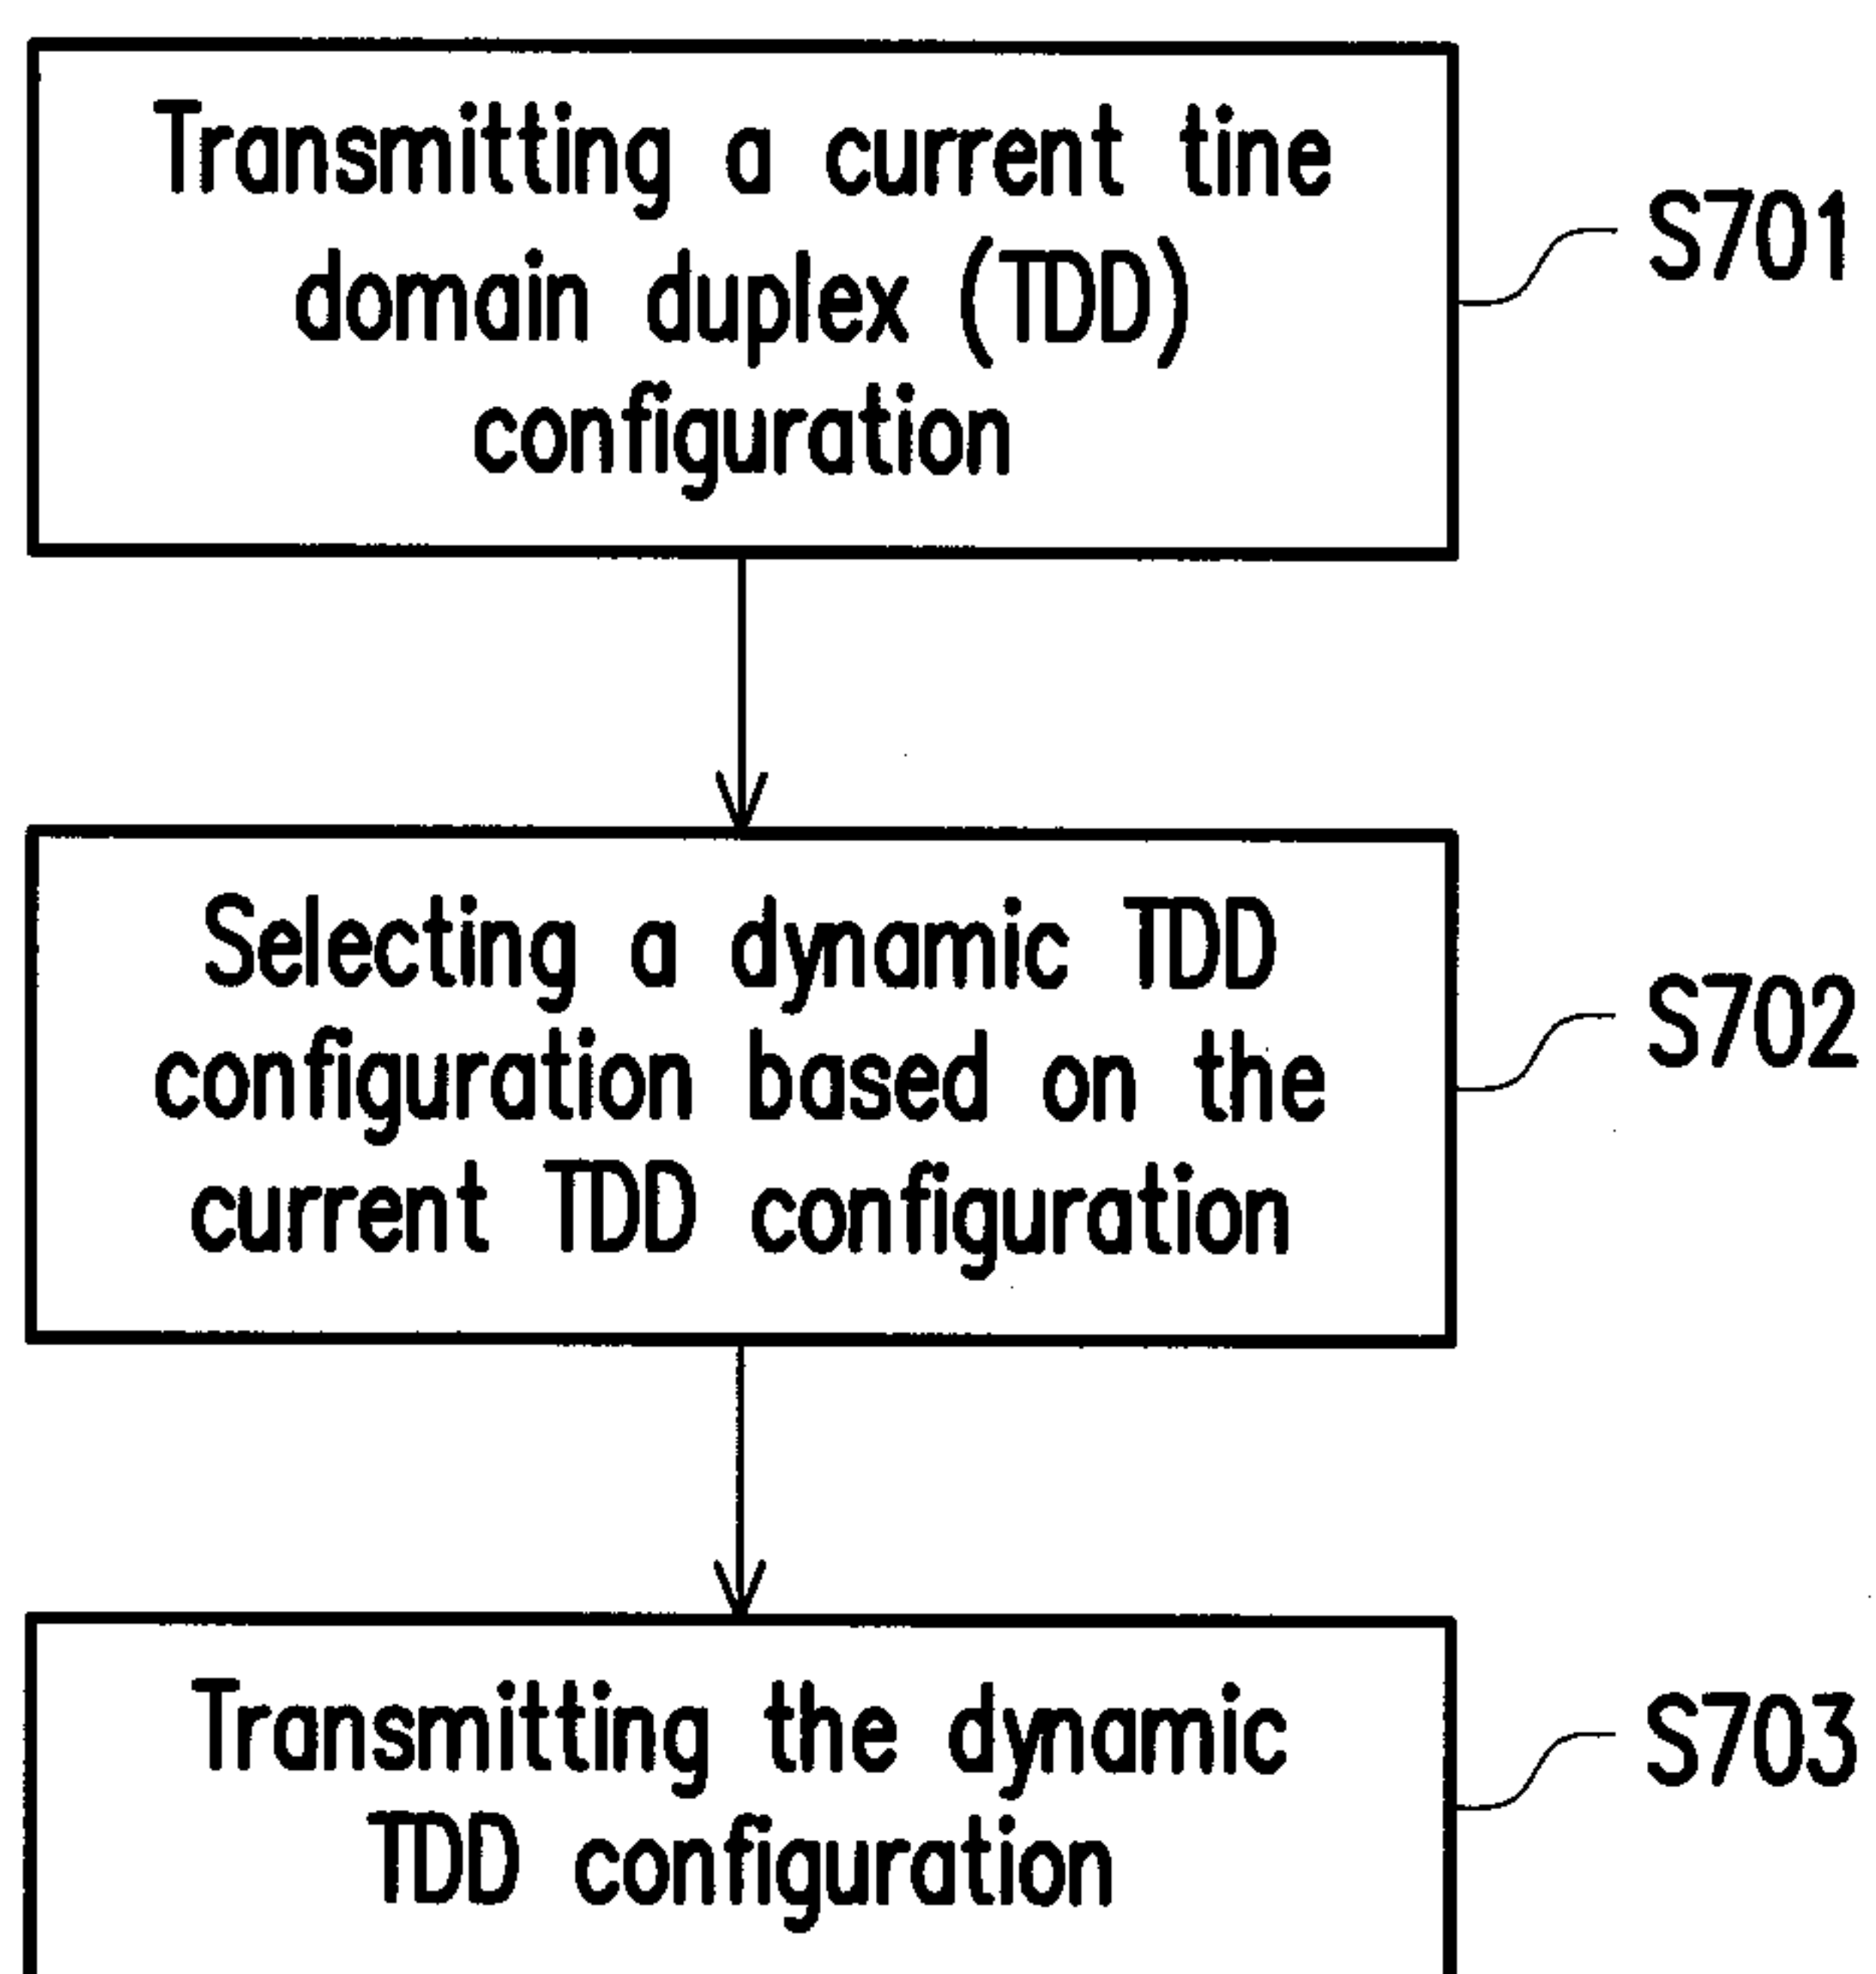 Transmitting a current tine
domain duplex (TDD)
configuration
S701
Selecting a dynamic TDD
configuration based on the
current TDD configuration
S702
Transmitting the dynamic
TDD configuration
S703